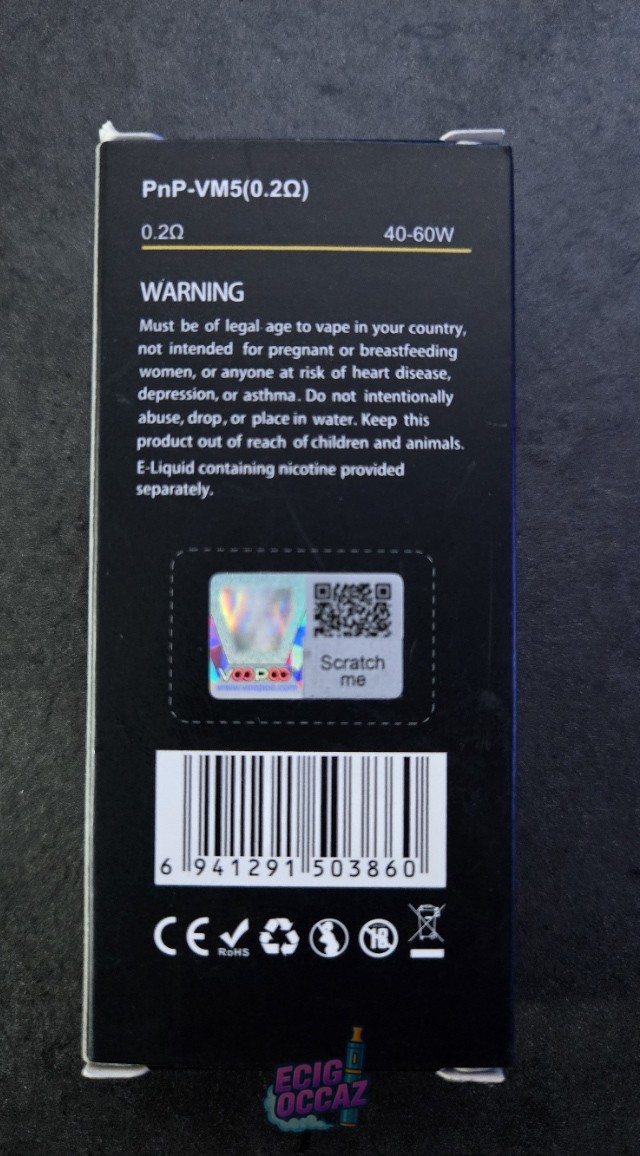 PnP-VM5(0.2Ω)
0.2Ω 40-60W
WARNING
Must be of legal age to vape in your country,
not intended for pregnant or breastfeeding
women, or anyone at risk of heart disease,
depression, or asthma. Do not intentionally
abuse, drop, or place in water. Keep this
product out of reach of children and animals.
E-Liquid containing nicotine provided
separately.
VOOPOO
www.voopoo.com
Scratch
me
6 941291 503860
CE RoHS 18
ECIG
OCCAZ